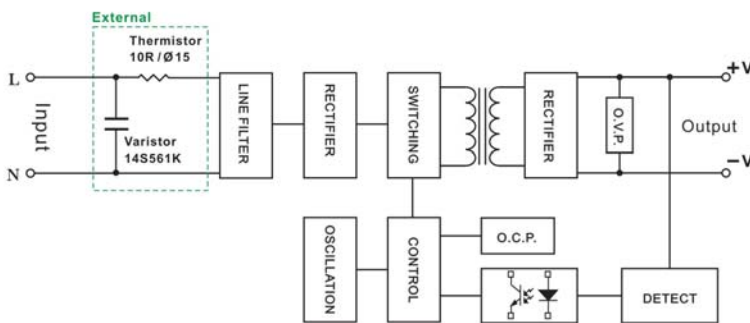 External
Thermistor
10R/Ø15
L
Input
N
Varistor
14S561K
LINE FILTER
RECTIFIER
SWITCHING
RECTIFIER
O.V.P.
+V
Output
-V
OSCILLATION
CONTROL
O.C.P.
DETECT